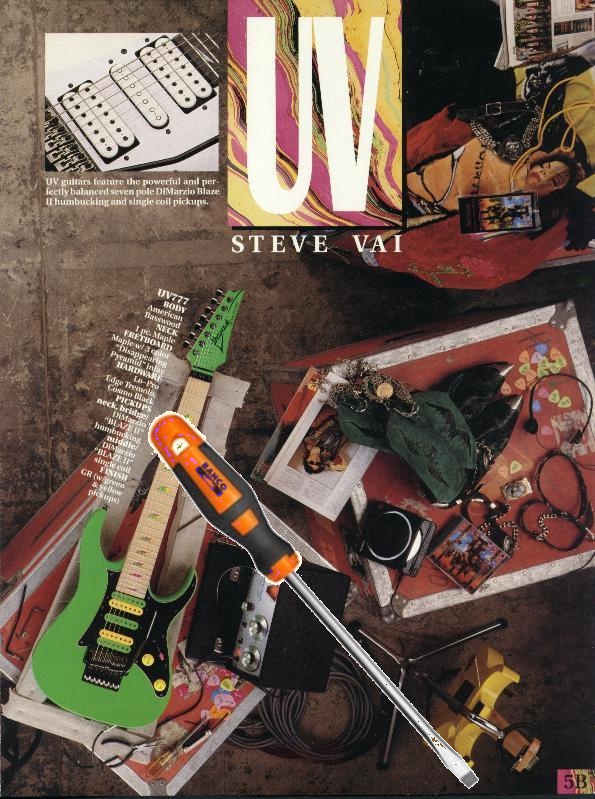 UV
STEVE VAI
UV guitars feature the powerful and per-
fectly balanced seven pole DiMarzio Blaze
II humbucking and single coil pickups.
UV777
BODY
American
Basswood
NECK
1 pc. Maple
FRETBOARD
Maple w/ 3 color
"Disappearing
Pyramid" inlay
HARDWARE
Lo-Pro
Edge Tremolo
Cosmo Black
PICKUPS
neck, bridge/
DiMarzio
"BLAZE II"
humbucking
middle/
DiMarzio
"BLAZE II"
single coil
FINISH
GR (w/green
& yellow
pickups)
Ibanez
BAHCO
5B